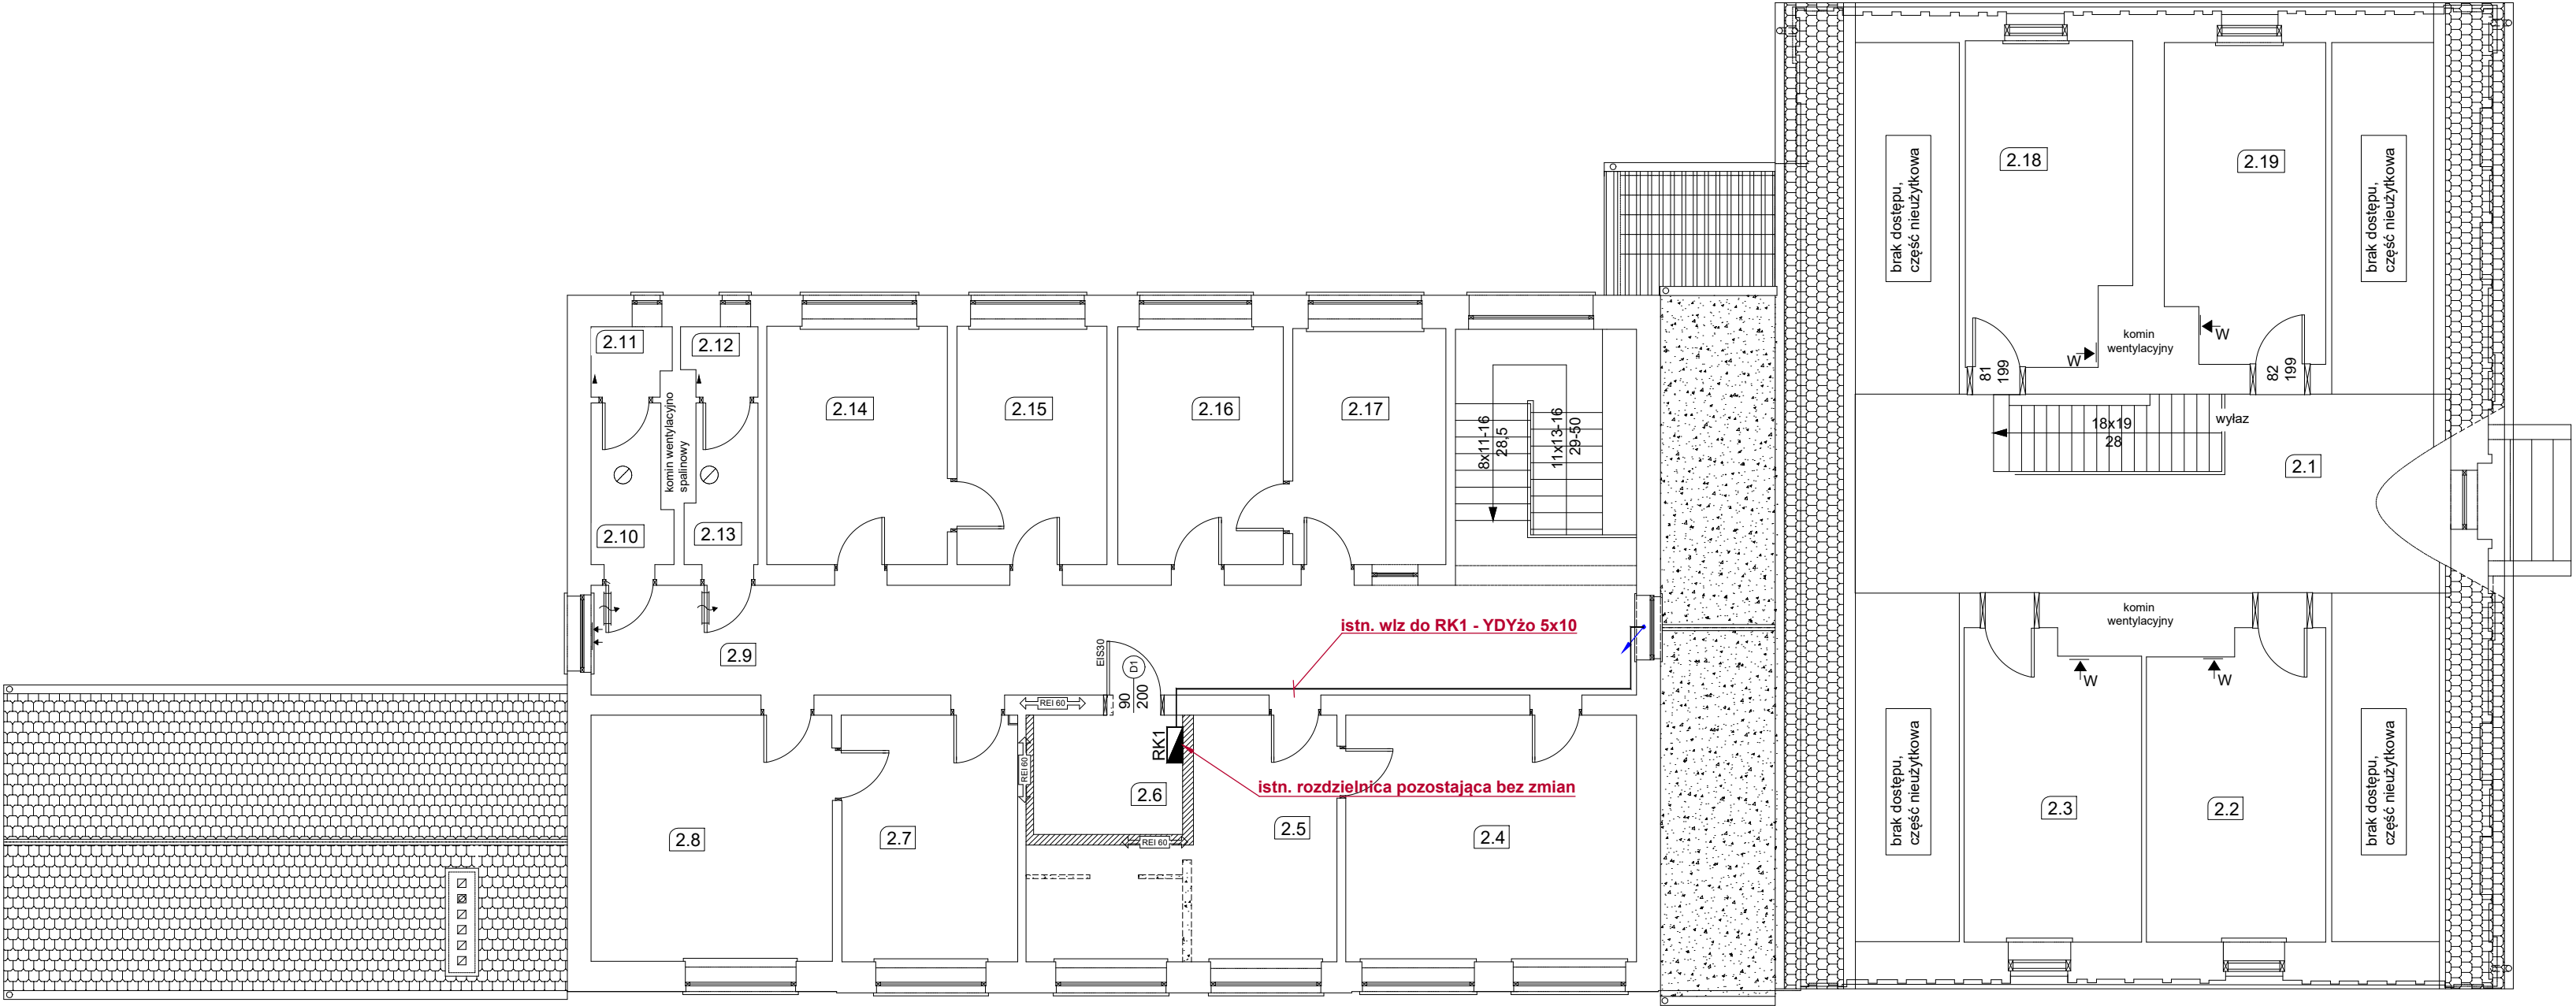 2.18
2.19
brak dostępu,
część nieużytkowa
brak dostępu,
część nieużytkowa
komin
wentylacyjny
W
W
81
199
82
199
18x19
28
wyłaz
2.1
2.11
2.12
2.14
2.15
2.16
2.17
komin wentylacyjno
spalinowy
8x11-16
28,5
11x13-16
29-50
2.10
2.13
2.9
istn. wlz do RK1 - YDYżo 5x10
EIS30
D1
90
200
REI 60
REI 60
REI 60
RK1
istn. rozdzielnica pozostająca bez zmian
2.8
2.7
2.6
2.5
2.4
komin
wentylacyjny
W
W
2.3
2.2
brak dostępu,
część nieużytkowa
brak dostępu,
część nieużytkowa